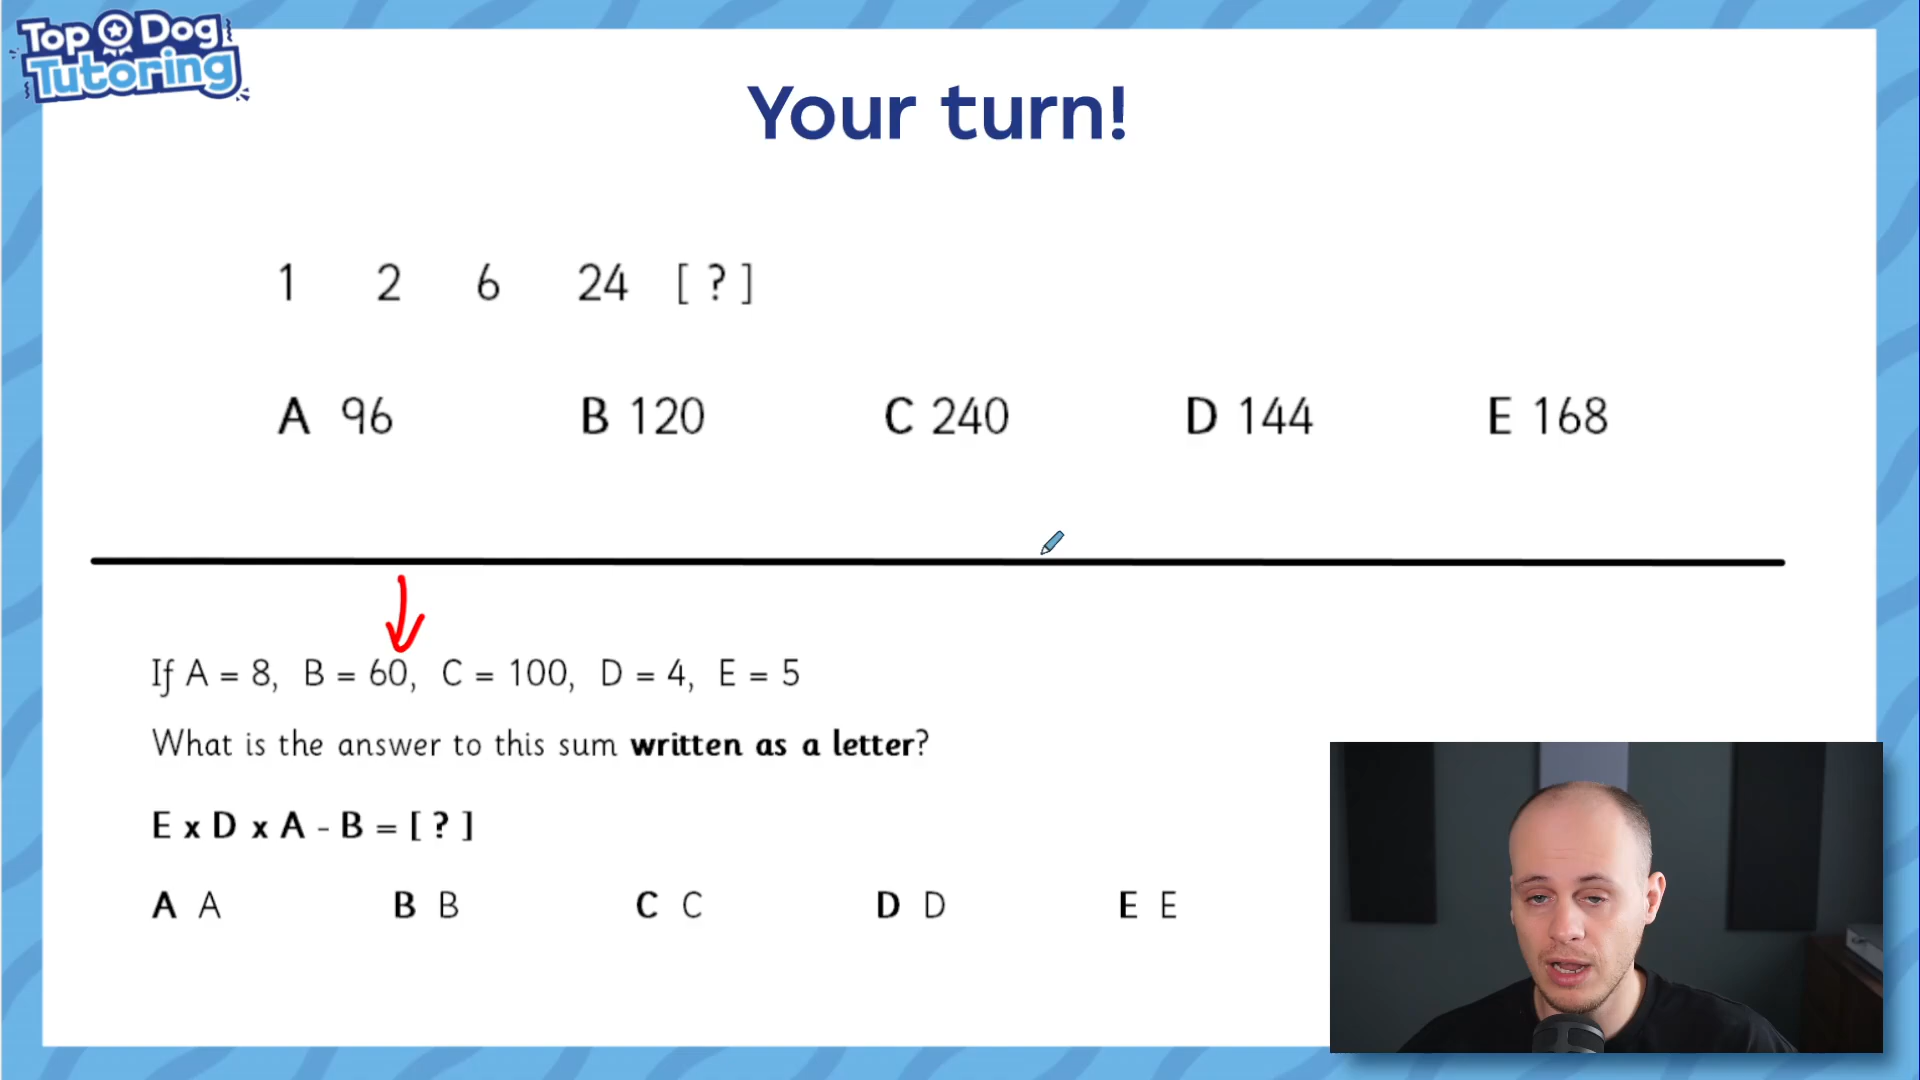 Top Dog
Tutoring
Your turn!
1 2 6 24 [ ? ]
A 96 B 120 C 240 D 144 E 168
If A = 8, B = 60, C = 100, D = 4, E = 5
What is the answer to this sum written as a letter?
E x D x A - B = [ ? ]
A A B B C C D D E E